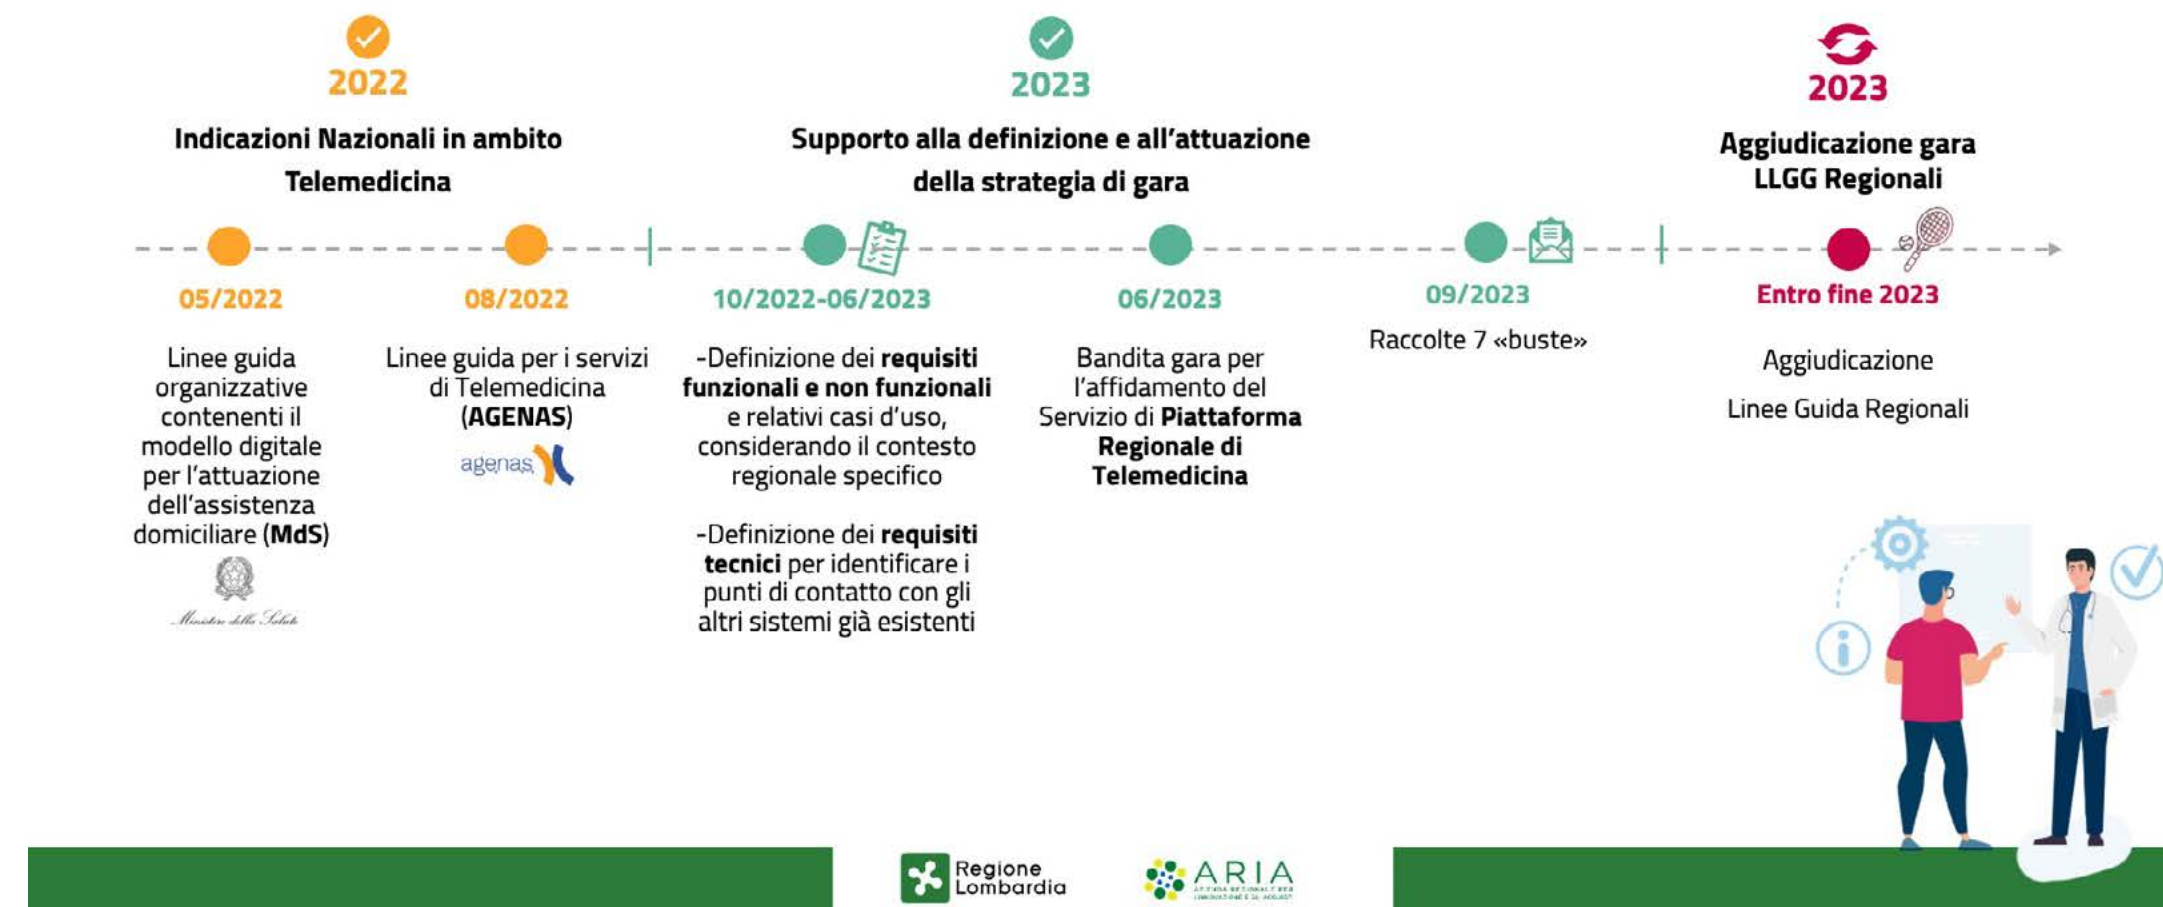 2022
Indicazioni Nazionali in ambito
Telemedicina
05/2022
Linee guida
organizzative
contenenti il
modello digitale
per l'attuazione
dell'assistenza
domiciliare (MdS)
Ministero della Salute
08/2022
Linee guida per i servizi
di Telemedicina
(AGENAS)
agenas
2023
Supporto alla definizione e all'attuazione
della strategia di gara
10/2022-06/2023
-Definizione dei requisiti
funzionali e non funzionali
e relativi casi d'uso,
considerando il contesto
regionale specifico
-Definizione dei requisiti
tecnici per identificare i
punti di contatto con gli
altri sistemi già esistenti
06/2023
Bandita gara per
l'affidamento del
Servizio di Piattaforma
Regionale di
Telemedicina
09/2023
Raccolte 7 «buste»
2023
Aggiudicazione gara
LLGG Regionali
Entro fine 2023
Aggiudicazione
Linee Guida Regionali
Regione
Lombardia
ARIA